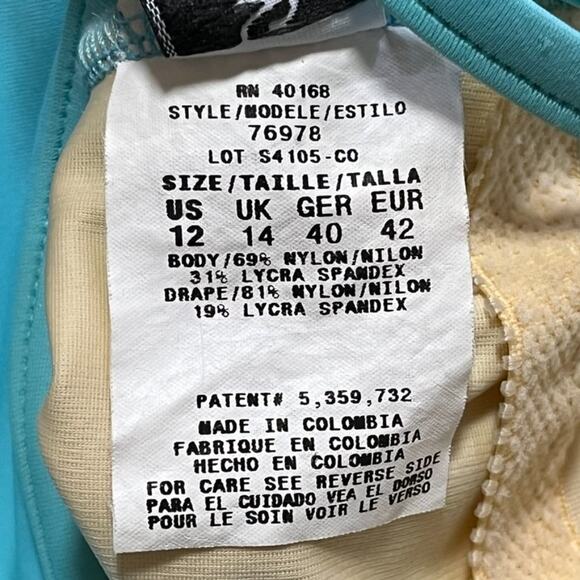 RN 40168
STYLE/MODELE/ESTILO
76978
LOT S4105-CO
SIZE/TAILLE/TALLA
US UK GER EUR
12 14 40 42
BODY/69% NYLON/NILON
31% LYCRA SPANDEX
DRAPE/81% NYLON/NILON
19% LYCRA SPANDEX
PATENT# 5,359,732
MADE IN COLOMBIA
FABRIQUE EN COLOMBIA
HECHO EN COLOMBIA
FOR CARE SEE REVERSE SIDE
PARA EL CUIDADO VEA EL DORSO
POUR LE SOIN VOIR LE VERSO